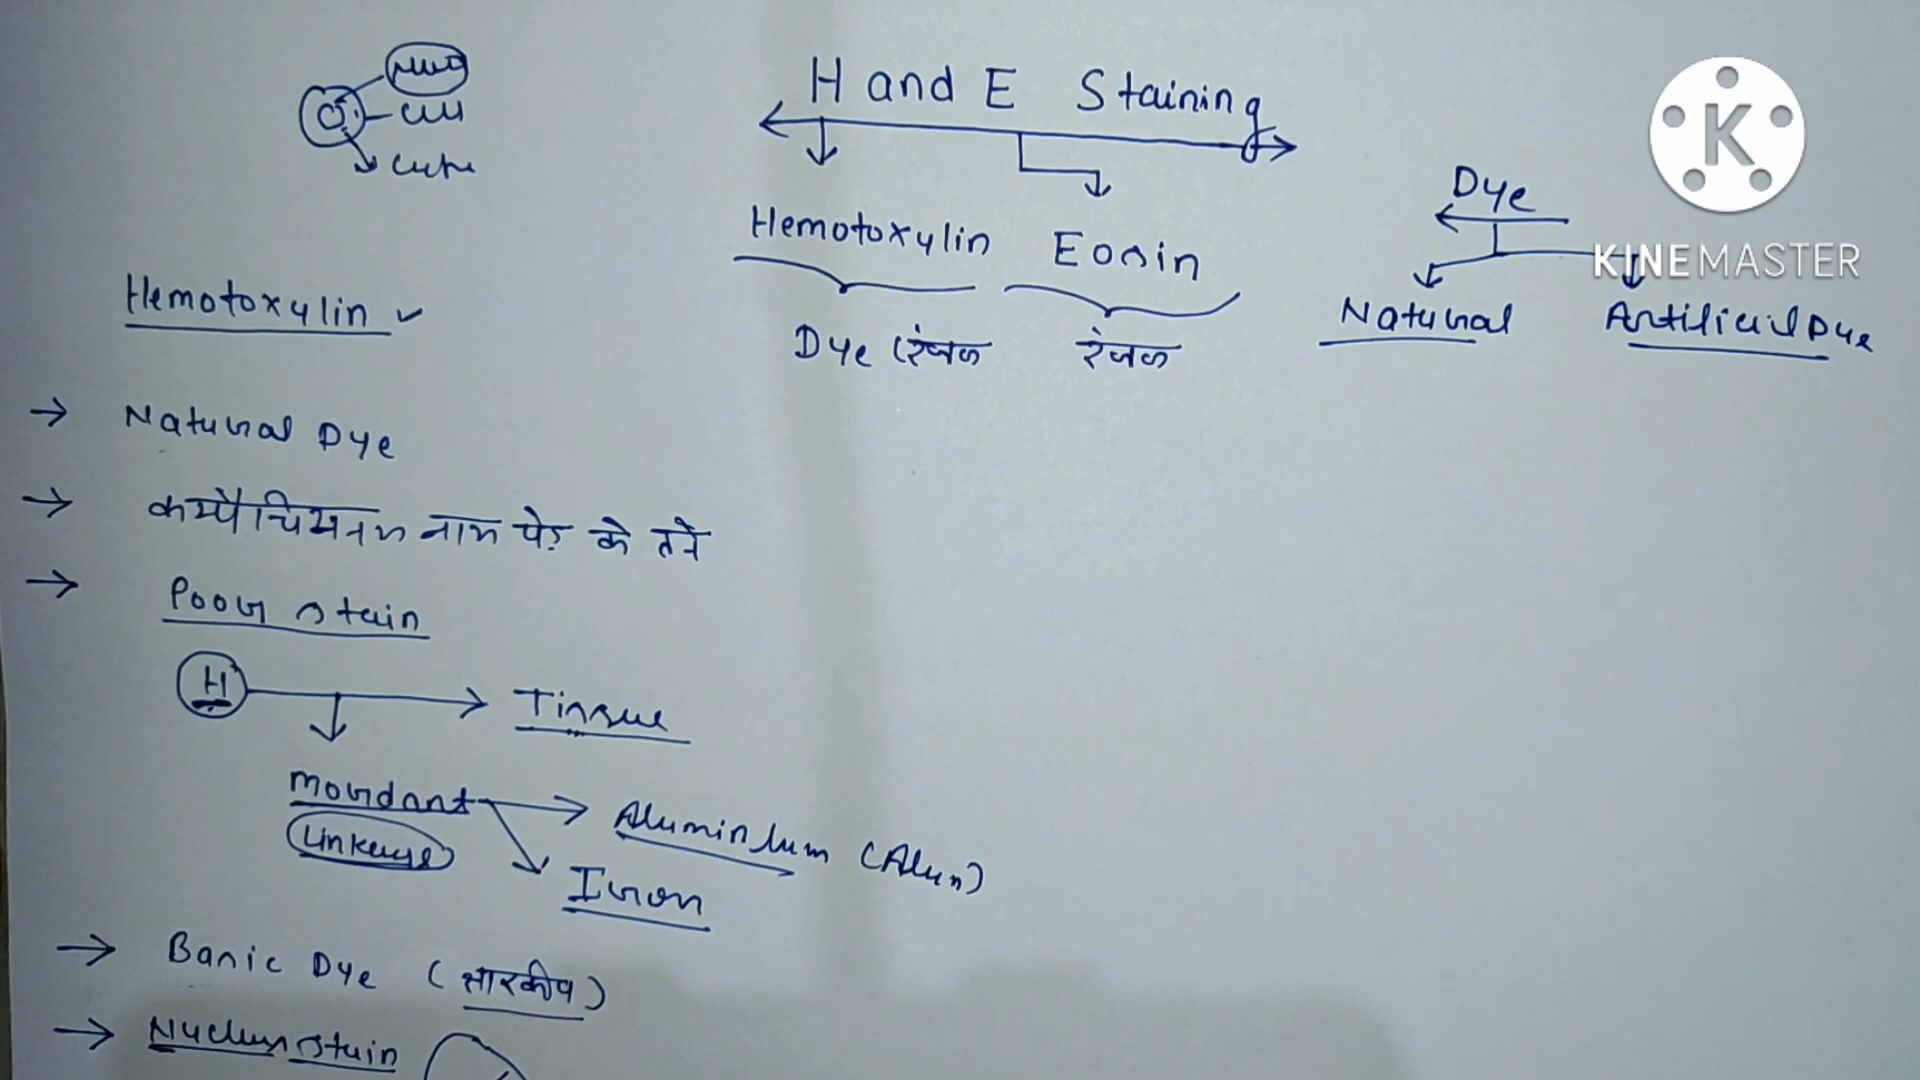 H and E Staining
Hemotoxylin Eosin
Dye (रंजक रंजक
K
KINEMASTER
Dye
Natural Artificial Dye
Hemotoxylin
→ Natural Dye
→ कम्पैचियनम नाम पेड़ के तने
→ Poor stain
H → Tissue
mordant → Aluminium (Alum)
Linkage
Iron
→ Basic Dye (क्षारकीय)
→ Nucleus stain